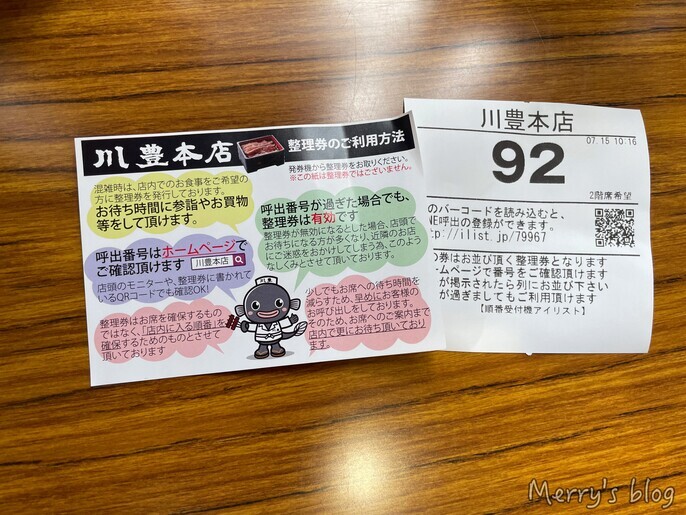 川豊本店
整理券のご利用方法
発券機から整理券をお取りください。
※この紙は整理券ではございません。
混雑時は、店内でのお食事をご希望の
方に整理券を発行しております。
お待ち時間に参詣やお買物
等をして頂けます。
呼出番号はホームページで
ご確認頂けます
川豊本店
店頭のモニターや、整理券に書かれて
いるQRコードでも確認OK!
整理券はお席を確保するもの
ではなく、「店内に入る順番」を
確保するためのものとさせて
頂いております
呼出番号が過ぎた場合でも、
整理券は有効です
整理券が無効になるとした場合、店頭で
お待ちになる方が多くなり、近隣のお店
にご迷惑をおかけしてしまう為、このよう
なしくみとさせて頂いております。
少しでもお席への待ち時間を
減らすため、早めにお客様の
お呼び出しをしております。
そのため、お席へのご案内まで
店内で更にお待ち頂いており
ます。
川豊
川豊本店
07.15 10:16
92
2階席希望
のバーコードを読み込むと、
NE呼出の登録ができます。
tp://ilist.jp/79967
券はお並び頂く整理券となります
ームページで番号をご確認頂けます
が掲示されたら列にお並び下さい
が過ぎましてもご利用頂けます
【順番受付機アイリスト】
Merry's blog